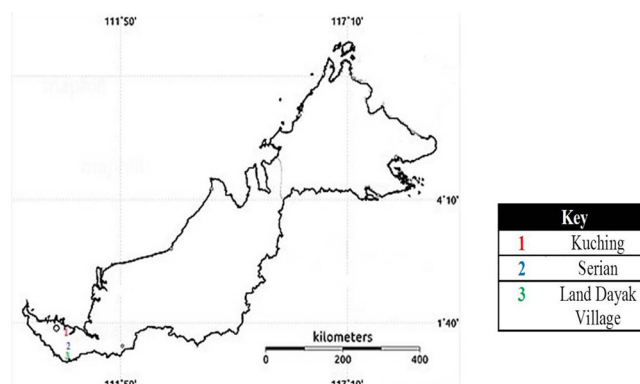 111°50'
117°10'
4°10'
1°40'
kilometers
0
200
400
111°50'
117°10'
1
2
3
Key
1 Kuching
2 Serian
3 Land Dayak
Village